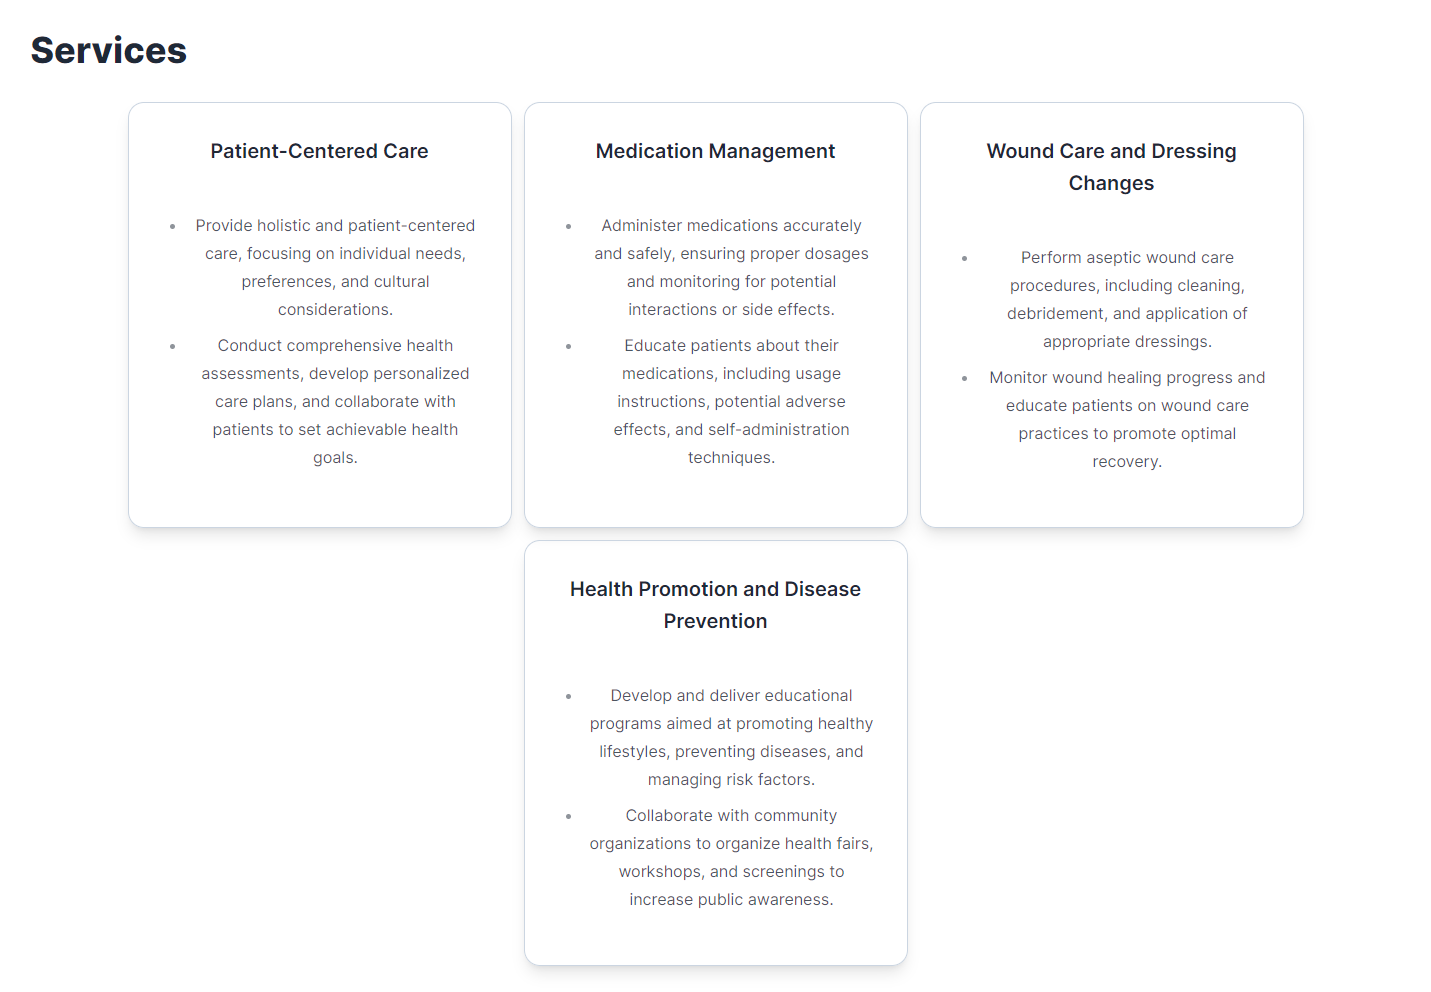 Services
Patient-Centered Care
• Provide holistic and patient-centered
care, focusing on individual needs,
preferences, and cultural
considerations.
• Conduct comprehensive health
assessments, develop personalized
care plans, and collaborate with
patients to set achievable health
goals.
Medication Management
• Administer medications accurately
and safely, ensuring proper dosages
and monitoring for potential
interactions or side effects.
• Educate patients about their
medications, including usage
instructions, potential adverse
effects, and self-administration
techniques.
Wound Care and Dressing
Changes
• Perform aseptic wound care
procedures, including cleaning,
debridement, and application of
appropriate dressings.
• Monitor wound healing progress and
educate patients on wound care
practices to promote optimal
recovery.
Health Promotion and Disease
Prevention
• Develop and deliver educational
programs aimed at promoting healthy
lifestyles, preventing diseases, and
managing risk factors.
• Collaborate with community
organizations to organize health fairs,
workshops, and screenings to
increase public awareness.